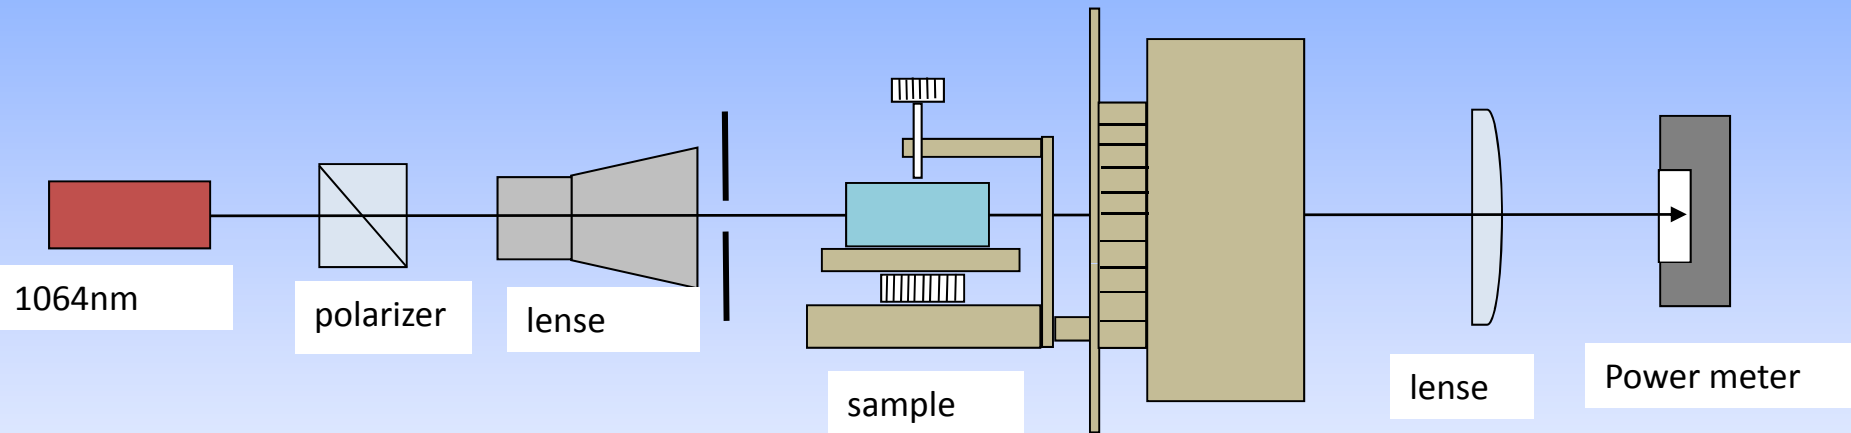 1064nm
polarizer
lense
sample
lense
Power meter